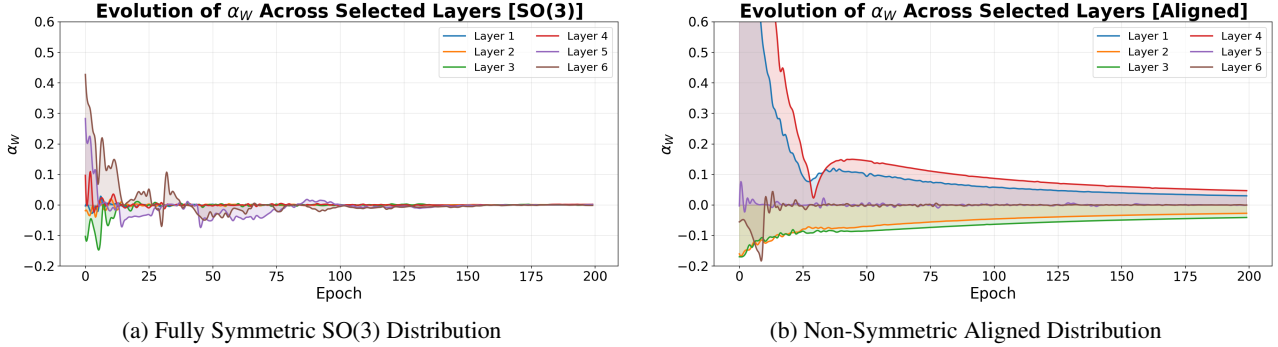 Evolution of α_W Across Selected Layers [SO(3)]
0.6
0.5
0.4
0.3
0.2
0.1
0.0
−0.1
−0.2
α_W
Layer 1 Layer 4
Layer 2 Layer 5
Layer 3 Layer 6
0 25 50 75 100 125 150 175 200
Epoch
(a) Fully Symmetric SO(3) Distribution
Evolution of α_W Across Selected Layers [Aligned]
0.6
0.5
0.4
0.3
0.2
0.1
0.0
−0.1
−0.2
α_W
Layer 1 Layer 4
Layer 2 Layer 5
Layer 3 Layer 6
0 25 50 75 100 125 150 175 200
Epoch
(b) Non-Symmetric Aligned Distribution